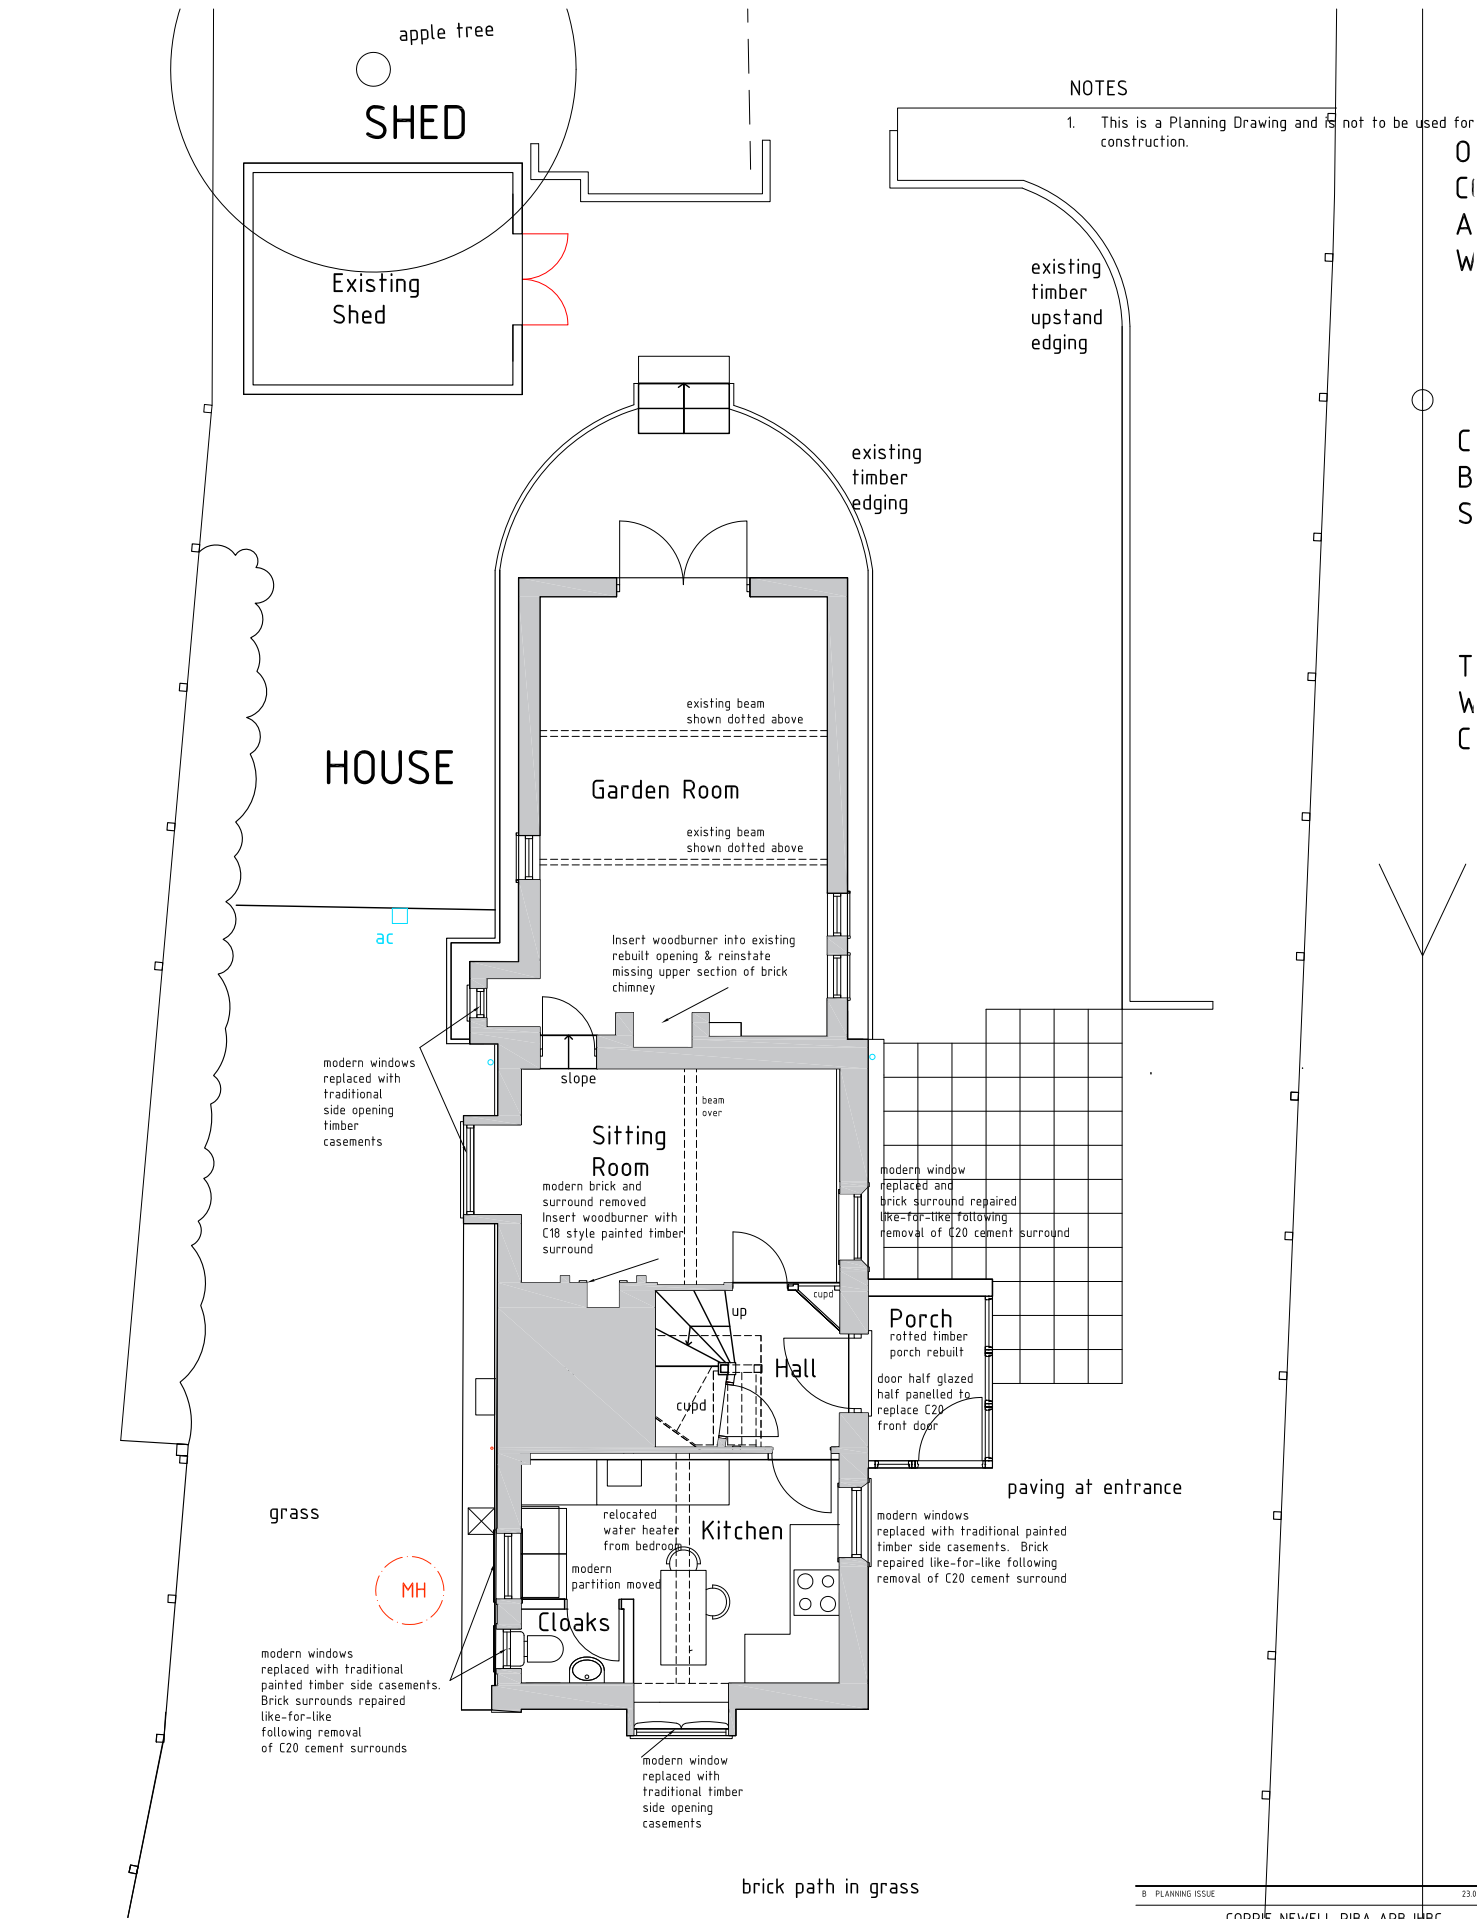 apple tree
SHED
NOTES
1. This is a Planning Drawing and is not to be used for
construction.
O
A
W
Existing
Shed
existing
timber
upstand
edging
existing
timber
edging
C
B
S
existing beam
shown dotted above
T
W
C
HOUSE
Garden Room
existing beam
shown dotted above
ac
Insert woodburner into existing
rebuilt opening & reinstate
missing upper section of brick
chimney
modern windows
replaced with
traditional
side opening
timber
casements
slope
beam
over
Sitting
Room
modern brick and
surround removed
Insert woodburner with
C18 style painted timber
surround
modern window
replaced and
brick surround repaired
like-for-like following
removal of C20 cement surround
cupd
up
Porch
rotted timber
porch rebuilt
Hall
door half glazed
half panelled to
replace C20
front door
cupd
paving at entrance
grass
relocated
water heater
from bedroom
Kitchen
modern windows
replaced with traditional painted
timber side casements. Brick
repaired like-for-like following
removal of C20 cement surround
modern
partition moved
MH
Cloaks
modern windows
replaced with traditional
painted timber side casements.
Brick surrounds repaired
like-for-like
following removal
of C20 cement surrounds
modern window
replaced with
traditional timber
side opening
casements
brick path in grass
B PLANNING ISSUE 23.0
CORRIE NEWELL RIBA ARB IHBC